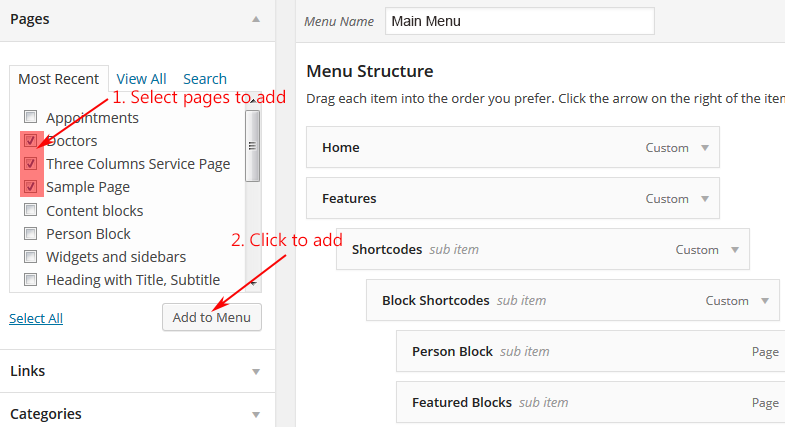 Pages
Most Recent View All Search
1. Select pages to add
Appointments
Doctors
Three Columns Service Page
Sample Page
Content blocks
Person Block
Widgets and sidebars
Heading with Title, Subtitle
2. Click to add
Select All
Add to Menu
Links
Categories
Menu Name Main Menu
Menu Structure
Drag each item into the order you prefer. Click the arrow on the right of the item
Home Custom
Features Custom
Shortcodes sub item Custom
Block Shortcodes sub item Custom
Person Block sub item Page
Featured Blocks sub item Page